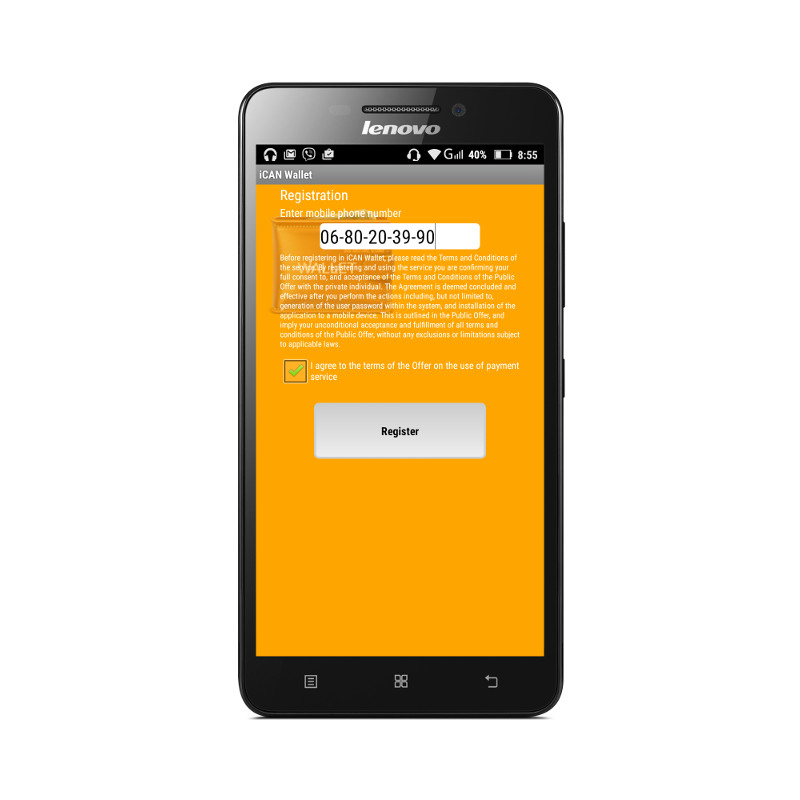 lenovo
G 40% 8:55
iCAN Wallet
Registration
Enter mobile phone number
06-80-20-39-90
WALLET
Before registering in iCAN Wallet, please read the Terms and Conditions of
the service. By registering and using the service you are confirming your
full consent to, and acceptance of the Terms and Conditions of the Public
Offer with the private individual. The Agreement is deemed concluded and
effective after you perform the actions including, but not limited to,
generation of the user password within the system, and installation of the
application to a mobile device. This is outlined in the Public Offer, and
imply your unconditional acceptance and fulfillment of all terms and
conditions of the Public Offer, without any exclusions or limitations subject
to applicable laws.
I agree to the terms of the Offer on the use of payment
service
Register